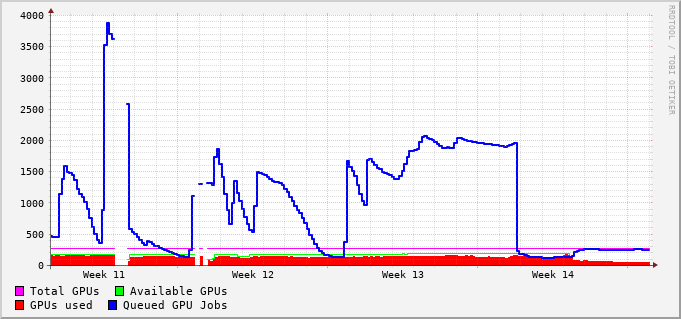 4000
3500
3000
2500
2000
1500
1000
500
0
Week 11 Week 12 Week 13 Week 14
Total GPUs Available GPUs
GPUs used Queued GPU Jobs
RRDTOOL / TOBI OETIKER